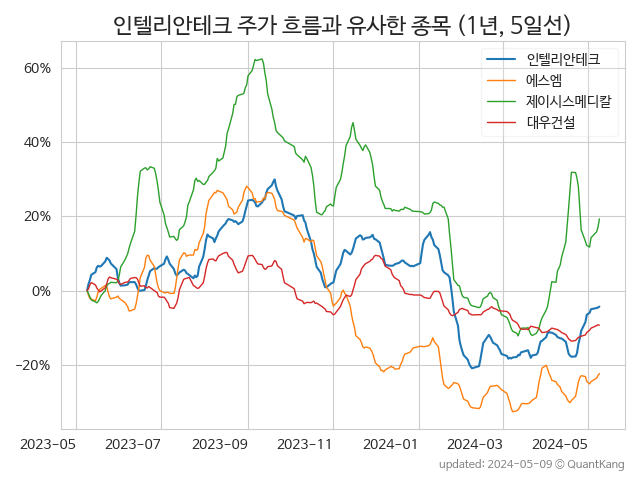 인텔리안테크 주가 흐름과 유사한 종목 (1년, 5일선)
인텔리안테크
에스엠
제이시스메디칼
대우건설
60%
40%
20%
0%
−20%
2023-05 2023-07 2023-09 2023-11 2024-01 2024-03 2024-05
updated: 2024-05-09 © QuantKang